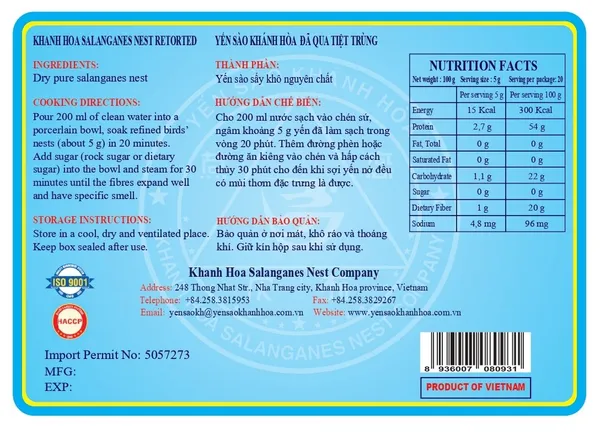 KHANH HOA SALANGANES NEST RETORTED
INGREDIENTS:
Dry pure salanganes nest
COOKING DIRECTIONS:
Pour 200 ml of clean water into a
porcerlain bowl, soak refined birds’
nests (about 5 g) in 20 minutes.
Add sugar (rock sugar or dietary
sugar) into the bowl and steam for 30
minutes until the fibres expand well
and have specific smell.
STORAGE INSTRUCTIONS:
Store in a cool, dry and ventilated place.
Keep box sealed after use.
YẾN SÀO KHÁNH HÒA ĐÃ QUA TIỆT TRÙNG
THÀNH PHẦN:
Yến sào sấy khô nguyên chất
HƯỚNG DẪN CHẾ BIẾN:
Cho 200 ml nước sạch vào chén sứ,
ngâm khoảng 5 g yến đã làm sạch trong
vòng 20 phút. Thêm đường phèn hoặc
đường ăn kiêng vào chén và hấp cách
thủy 30 phút cho đến khi sợi yến nở đều
có mùi thơm đặc trưng là được.
HƯỚNG DẪN BẢO QUẢN:
Bảo quản ở nơi mát, khô ráo và thoáng
khí. Giữ kín hộp sau khi sử dụng.
NUTRITION FACTS
Net weight : 100 g Serving size : 5 g Serving per package: 20
Per serving 5 g Per serving 100 g
Energy 15 Kcal 300 Kcal
Protein 2,7 g 54 g
Fat, Total 0 g 0 g
Saturated Fat 0 g 0 g
Carbohydrate 1,1 g 22 g
Sugar 0 g 0 g
Dietary Fiber 1 g 20 g
Sodium 4,8 mg 96 mg
Khanh Hoa Salanganes Nest Company
Address: 248 Thong Nhat Str., Nha Trang city, Khanh Hoa province, Vietnam
Telephone: +84.258.3815953 Fax: +84.258.3829267
Email: yensaokh@yensaokhanhhoa.com.vn Website: www.yensaokhanhhoa.com.vn
ISO 9001
HACCP
YEN SAO KHANH HOA
KHANH HOA SALANGANES NEST COMPANY
Import Permit No: 5057273
MFG:
EXP:
8 936007 080931
PRODUCT OF VIETNAM